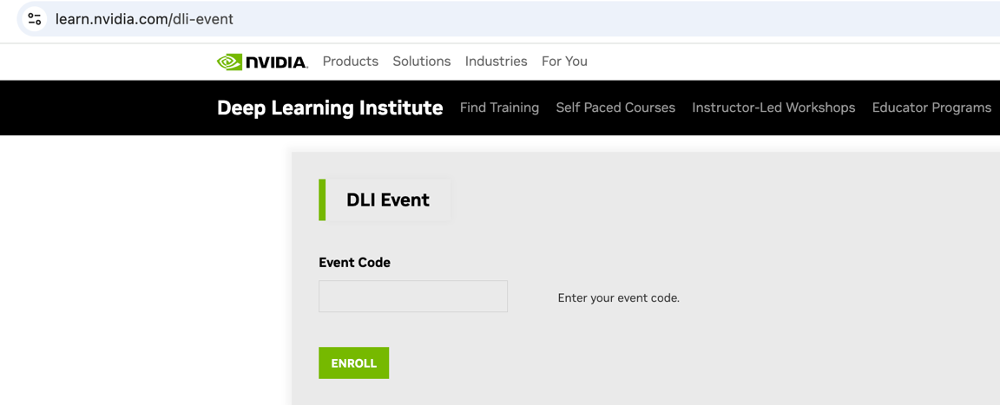 learn.nvidia.com/dli-event
NVIDIA. Products Solutions Industries For You
Deep Learning Institute Find Training Self Paced Courses Instructor-Led Workshops Educator Programs
DLI Event
Event Code
Enter your event code.
ENROLL